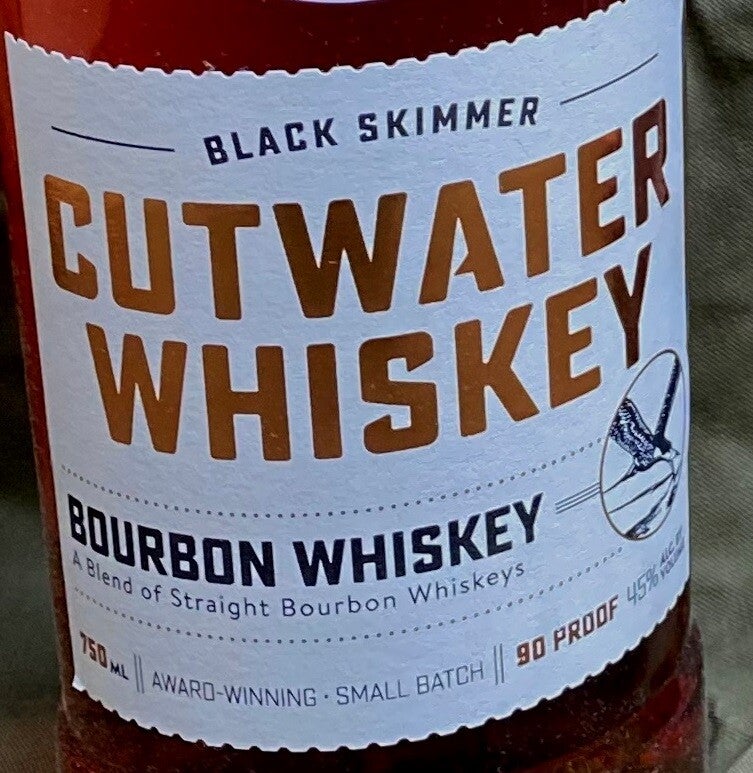 BLACK SKIMMER
CUTWATER
WHISKEY
BOURBON WHISKEY
A Blend of Straight Bourbon Whiskeys
750 ML || AWARD-WINNING · SMALL BATCH || 90 PROOF 45% ALC BY VOLUME